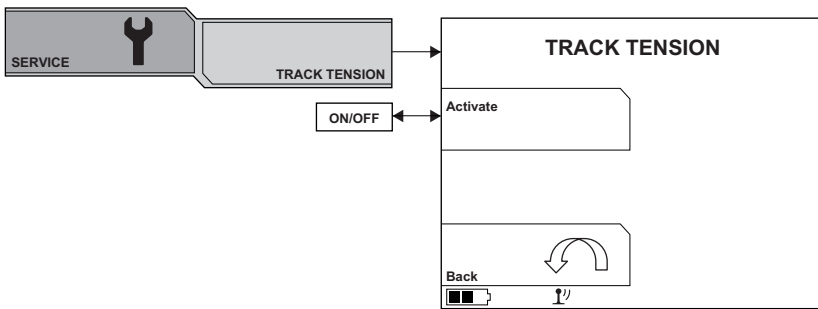 SERVICE
TRACK TENSION
TRACK TENSION
ON/OFF
Activate
Back